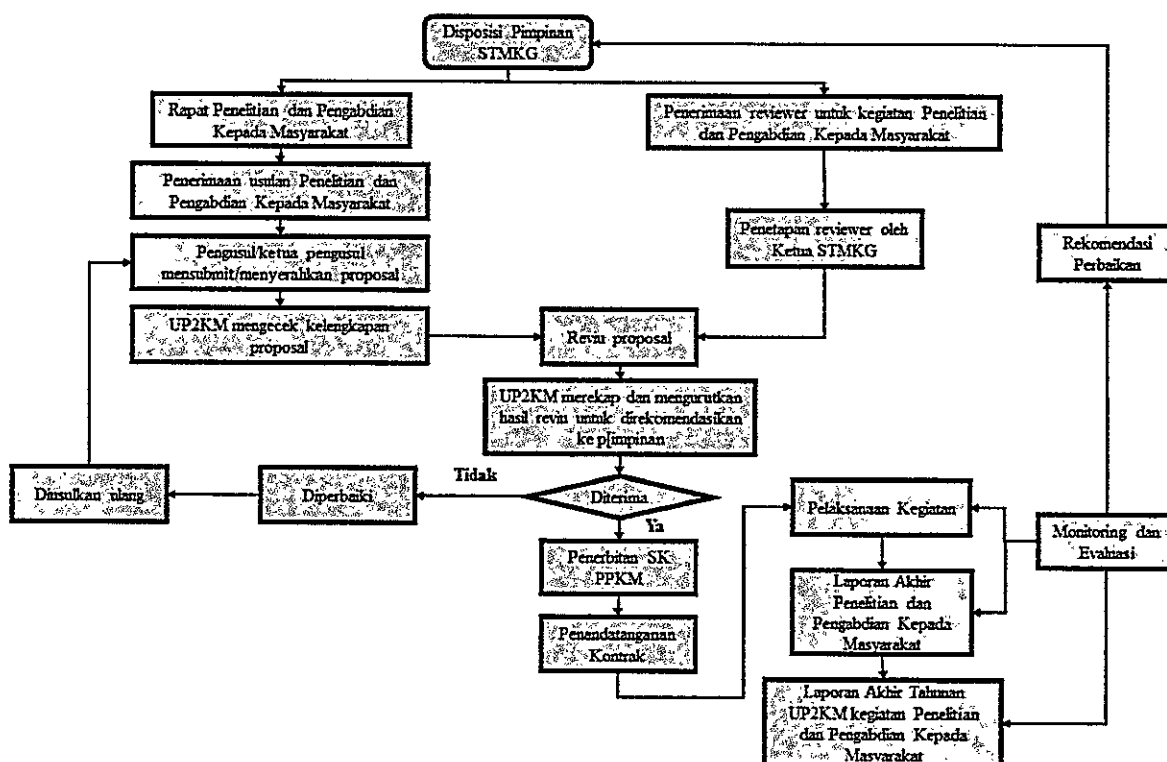 Disposisi Pimpinan
STMKG
Rapat Penelitian dan Pengabdian
Kepada Masyarakat
Penerimaan reviewer untuk kegiatan Penelitian
dan Pengabdian Kepada Masyarakat
Penerimaan usulan Penelitian dan
Pengabdian Kepada Masyarakat
Penetapan reviewer oleh
Ketua STMKG
Pengusul/ketua pengusul
mensubmit/menyerahkan proposal
Rekomendasi
Perbaikan
UP2KM mengecek kelengkapan
proposal
Reviu proposal
UP2KM merekap dan mengurutkan
hasil reviu untuk direkomendasikan
ke p[impinan
Diusulkan ulang
Diperbaiki
Tidak
Diterima
Ya
Pelaksanaan Kegiatan
Monitoring dan
Evaluasi
Penerbitan SK
PPKM
Laporan Akhir
Penelitian dan
Pengabdian Kepada
Masyarakat
Penandatanganan
Kontrak
Laporan Akhir Tahunan
UP2KM kegiatan Penelitian
dan Pengabdian Kepada
Masyarakat